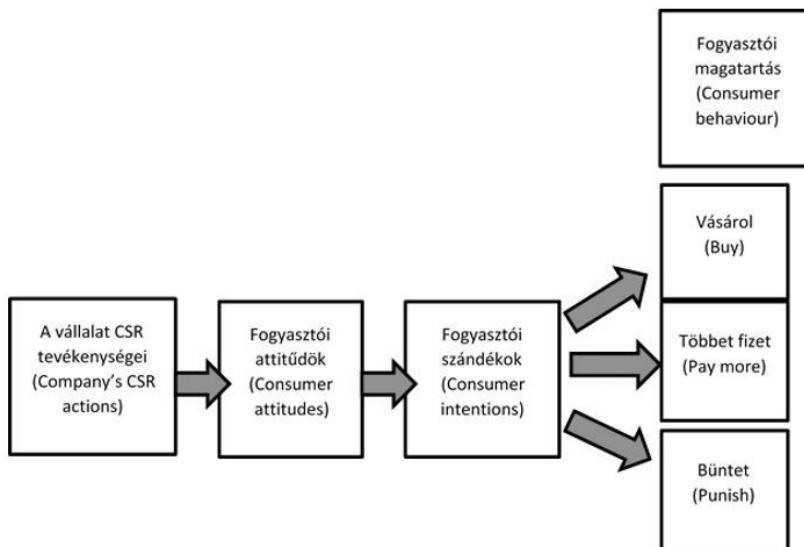 Fogyasztói
magatartás
(Consumer
behaviour)
Vásárol
(Buy)
A vállalat CSR
tevékenységei
(Company's CSR
actions)
Fogyasztói
attitűdök
(Consumer
attitudes)
Fogyasztói
szándékok
(Consumer
intentions)
Többet fizet
(Pay more)
Büntet
(Punish)